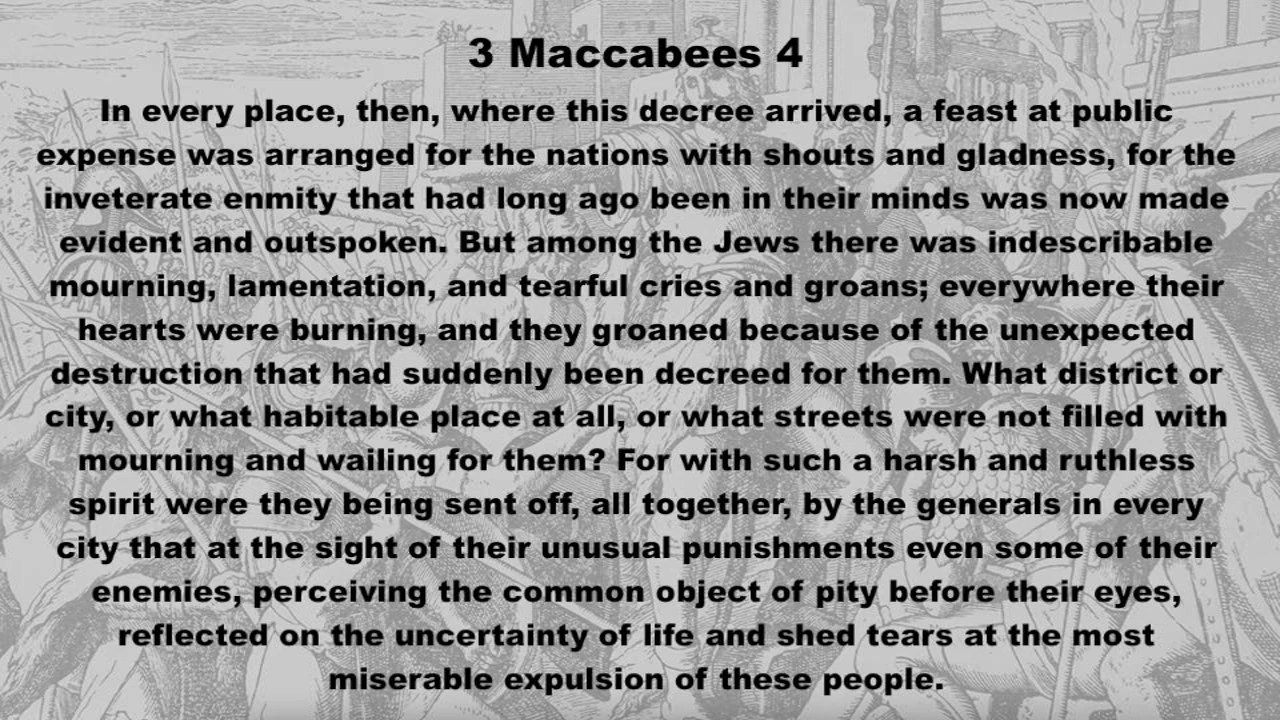 3 Maccabees 4
In every place, then, where this decree arrived, a feast at public
expense was arranged for the nations with shouts and gladness, for the
inveterate enmity that had long ago been in their minds was now made
evident and outspoken. But among the Jews there was indescribable
mourning, lamentation, and tearful cries and groans; everywhere their
hearts were burning, and they groaned because of the unexpected
destruction that had suddenly been decreed for them. What district or
city, or what habitable place at all, or what streets were not filled with
mourning and wailing for them? For with such a harsh and ruthless
spirit were they being sent off, all together, by the generals in every
city that at the sight of their unusual punishments even some of their
enemies, perceiving the common object of pity before their eyes,
reflected on the uncertainty of life and shed tears at the most
miserable expulsion of these people.